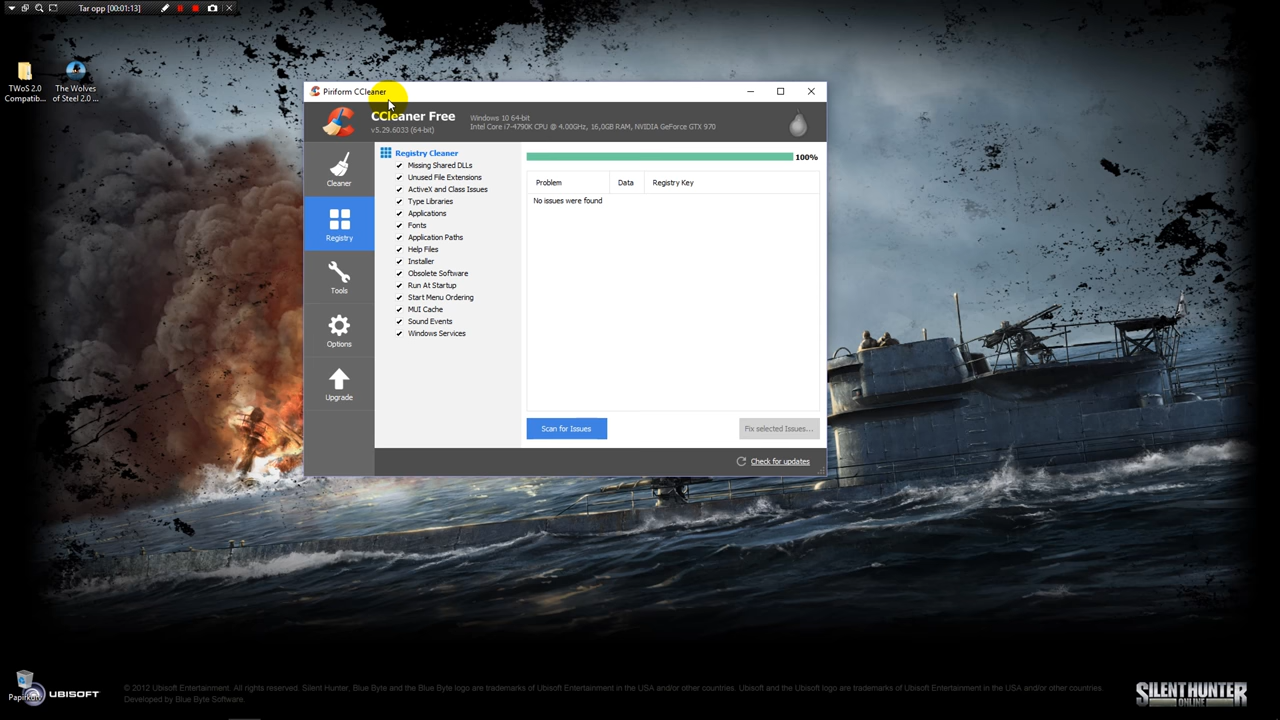 Tar opp [00:01:13]
TWoS 2.0
Compatib...
The Wolves
of Steel 2.0 ...
Piriform CCleaner
CCleaner Free
v5.29.6033 (64-bit)
Windows 10 64-bit
Intel Core i7-4790K CPU @ 4.00GHz, 16,0GB RAM, NVIDIA GeForce GTX 970
Cleaner
Registry
Tools
Options
Upgrade
Registry Cleaner
Missing Shared DLLs
Unused File Extensions
ActiveX and Class Issues
Type Libraries
Applications
Fonts
Application Paths
Help Files
Installer
Obsolete Software
Run At Startup
Start Menu Ordering
MUI Cache
Sound Events
Windows Services
100%
Problem Data Registry Key
No issues were found
Scan for Issues
Fix selected Issues...
Check for updates
UBISOFT
© 2012 Ubisoft Entertainment. All rights reserved. Silent Hunter, Blue Byte and the Blue Byte logo are trademarks of Ubisoft Entertainment in the USA and/or other countries. Ubisoft and the Ubisoft logo are trademarks of Ubisoft Entertainment in the USA and/or other countries.
Developed by Blue Byte Software
SILENT HUNTER
ONLINE